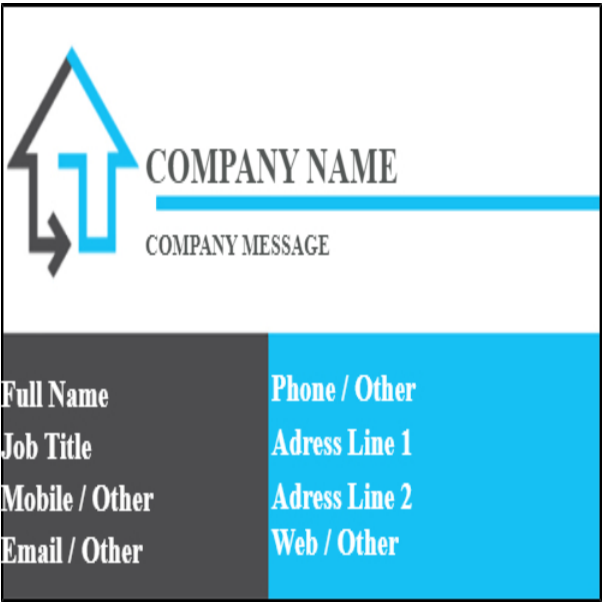 COMPANY NAME
COMPANY MESSAGE
Full Name
Job Title
Mobile / Other
Email / Other
Phone / Other
Adress Line 1
Adress Line 2
Web / Other